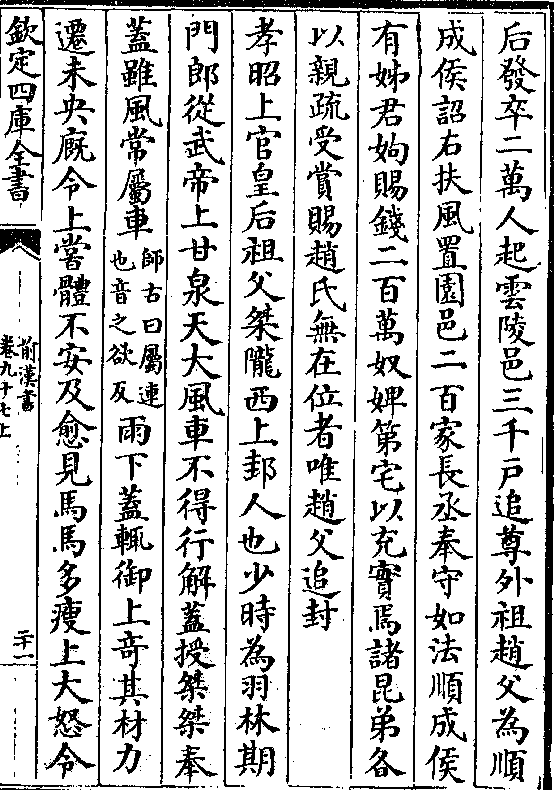 后發卒二萬人起雲陵邑三千戸追尊外祖趙父為順
成侯詔右扶風置園邑二百家長丞奉守如法順成侯
有姊君姁賜錢二百萬奴婢第宅以充實焉諸昆弟各
以親疏受賞賜趙氏無在位者唯趙父追封
孝昭上官皇后祖父桀隴西上邽人也少時為羽林期
門郎從武帝上甘泉天大風車不得行解蓋授桀桀奉
蓋雖風常屬車師古曰屬連也音之欲反雨下蓋輒御上竒其材力
遷未央廐令上嘗體不安及愈見馬馬多瘦上大怒令
欽定四庫全書
前漢書
卷九十七上
二十一